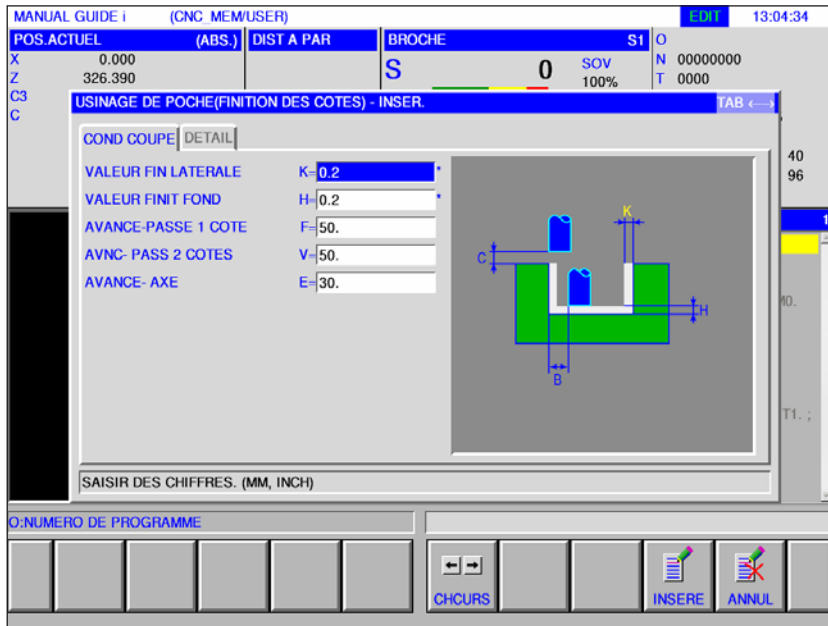 MANUAL GUIDE i (CNC_MEM/USER) EDIT 13:04:34
POS.ACTUEL (ABS.) DIST A PAR BROCHE S1 O
X 0.000 S 0 SOV N 00000000
Z 326.390 100% T 0000
C3
C
USINAGE DE POCHE(FINITION DES COTES) - INSER. TAB ←→
COND COUPE DETAIL
VALEUR FIN LATERALE K=0.2 *
VALEUR FINIT FOND H=0.2 *
AVANCE-PASSE 1 COTE F=50.
AVNC- PASS 2 COTES V=50.
AVANCE- AXE E=30.
K
C
H
B
40
96
1
M0.
T1. ;
SAISIR DES CHIFFRES. (MM, INCH)
O:NUMERO DE PROGRAMME
CHCURS INSERE ANNUL